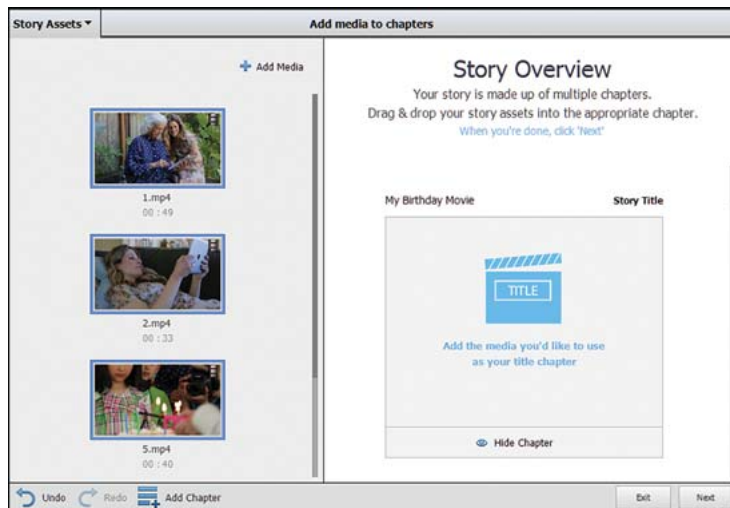 Story Assets
Add media to chapters
Add Media
1.mp4
00 : 49
2.mp4
00 : 33
5.mp4
00 : 40
Story Overview
Your story is made up of multiple chapters.
Drag & drop your story assets into the appropriate chapter.
When you're done, click 'Next'
My Birthday Movie Story Title
TITLE
Add the media you'd like to use
as your title chapter
Hide Chapter
Undo Redo Add Chapter Exit Next